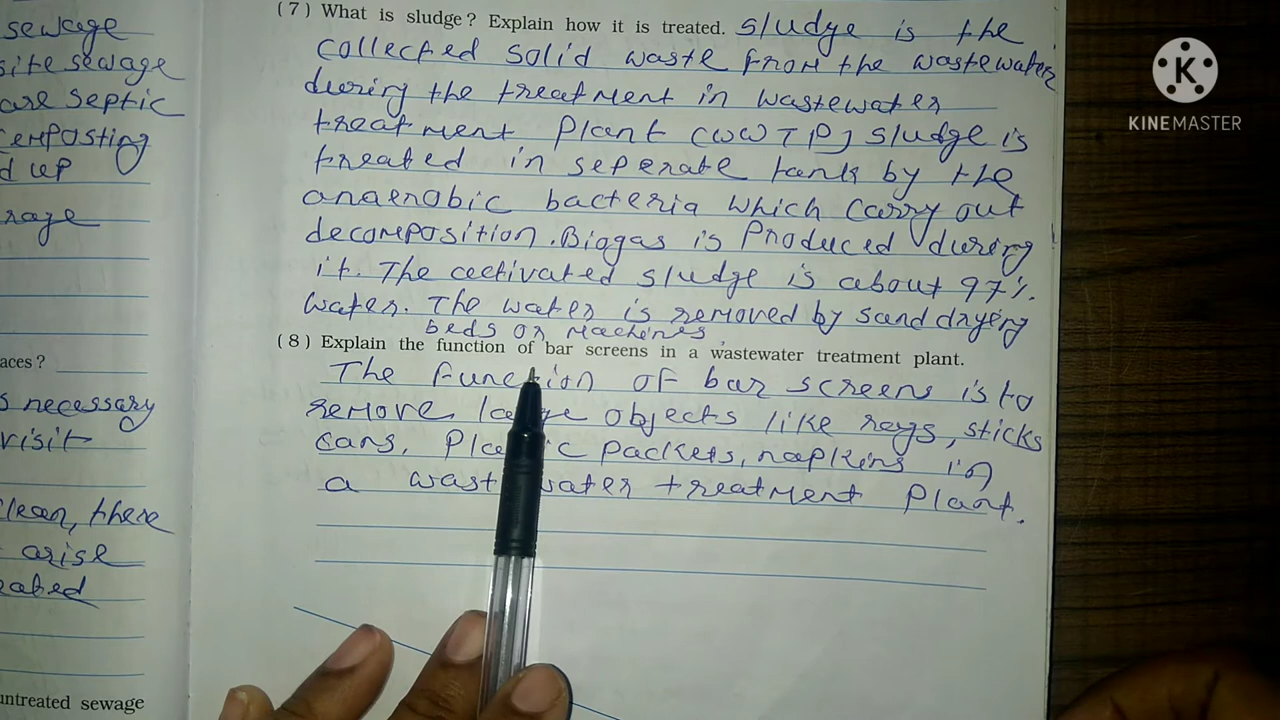 sewage
site sewage
are septic
composting
d up
rage
aces ?
s necessary
visit
clean, there
arise
eated
untreated sewage
(7) What is sludge? Explain how it is treated. Sludge is the
collected solid waste from the wastewater
during the treatment in wastewater
treatment plant (WWTP) sludge is
treated in seperate tank by the
anaerobic bacteria which carry out
decomposition. Biogas is Produced during
it. The activated sludge is about 97%
water. The water is removed by sand drying
beds or machines.
(8) Explain the function of bar screens in a wastewater treatment plant.
The function of bar screens is to
remove large objects like rags, sticks
cans, Plastic packets, napkins in
a wastewater treatment Plant.
K
KINEMASTER